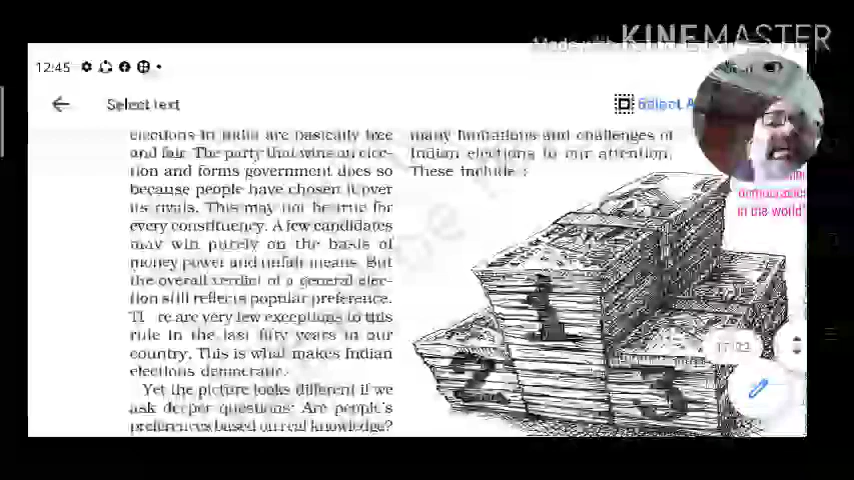 KINEMASTER
12:45
Select text
Select A
elections in India are basically free
and fair. The party that wins an elec-
tion and forms government does so
because people have chosen it over
its rivals. This may not be true for
every constituency. A few candidates
may win purely on the basis of
money power and unfair means. But
the overall verdict of a general elec-
tion still reflects popular preference.
There are very few exceptions to this
rule in the last fifty years in our
country. This is what makes Indian
elections democratic.
Yet the picture looks different if we
ask deeper questions: Are people's
preferences based on real knowledge?
many limitations and challenges of
Indian elections to our attention.
These include :
democracies
in the world'
1
2
3